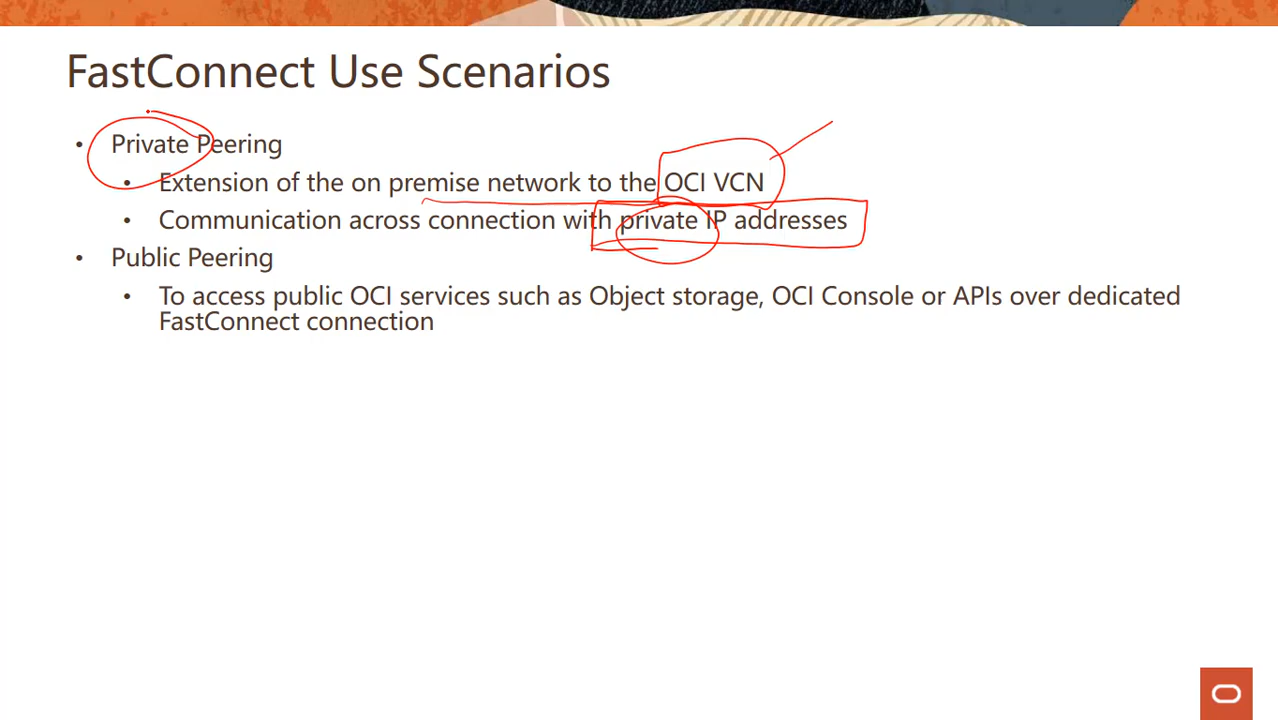 FastConnect Use Scenarios
• Private Peering
• Extension of the on premise network to the OCI VCN
• Communication across connection with private IP addresses
• Public Peering
• To access public OCI services such as Object storage, OCI Console or APIs over dedicated
FastConnect connection